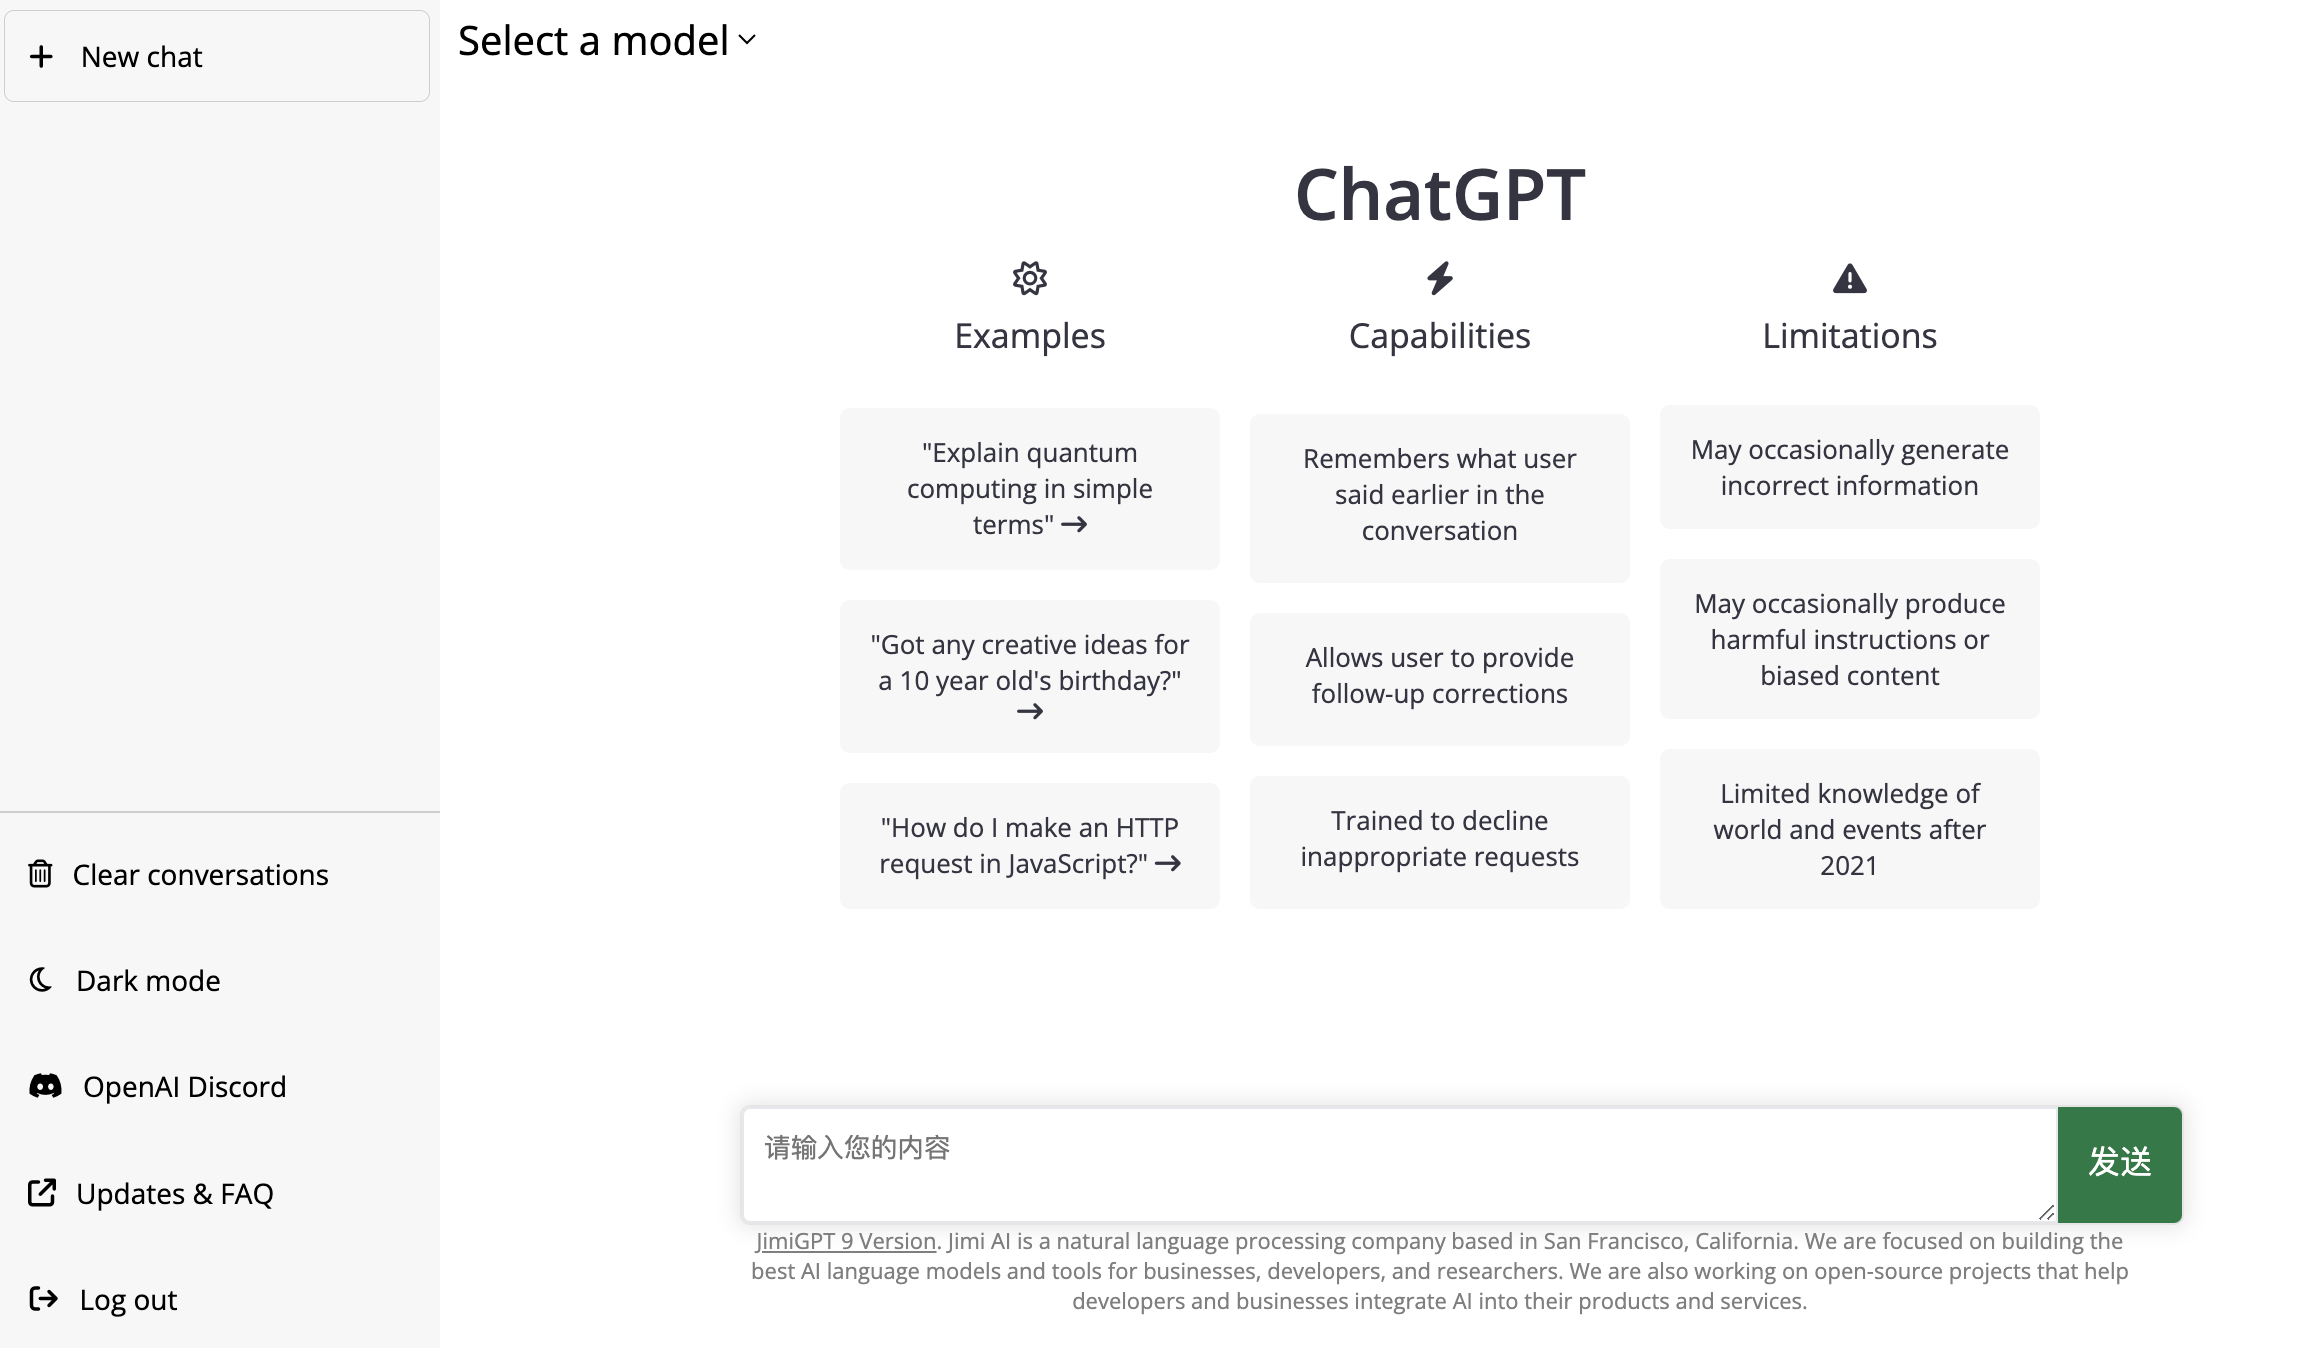 New chat
Clear conversations
Dark mode
OpenAI Discord
Updates & FAQ
Log out
Select a model
ChatGPT
Examples
"Explain quantum
computing in simple
terms" →
"Got any creative ideas for
a 10 year old's birthday?"
→
"How do I make an HTTP
request in JavaScript?" →
Capabilities
Remembers what user
said earlier in the
conversation
Allows user to provide
follow-up corrections
Trained to decline
inappropriate requests
Limitations
May occasionally generate
incorrect information
May occasionally produce
harmful instructions or
biased content
Limited knowledge of
world and events after
2021
请输入您的内容
发送
JimiGPT 9 Version. Jimi AI is a natural language processing company based in San Francisco, California. We are focused on building the
best AI language models and tools for businesses, developers, and researchers. We are also working on open-source projects that help
developers and businesses integrate AI into their products and services.